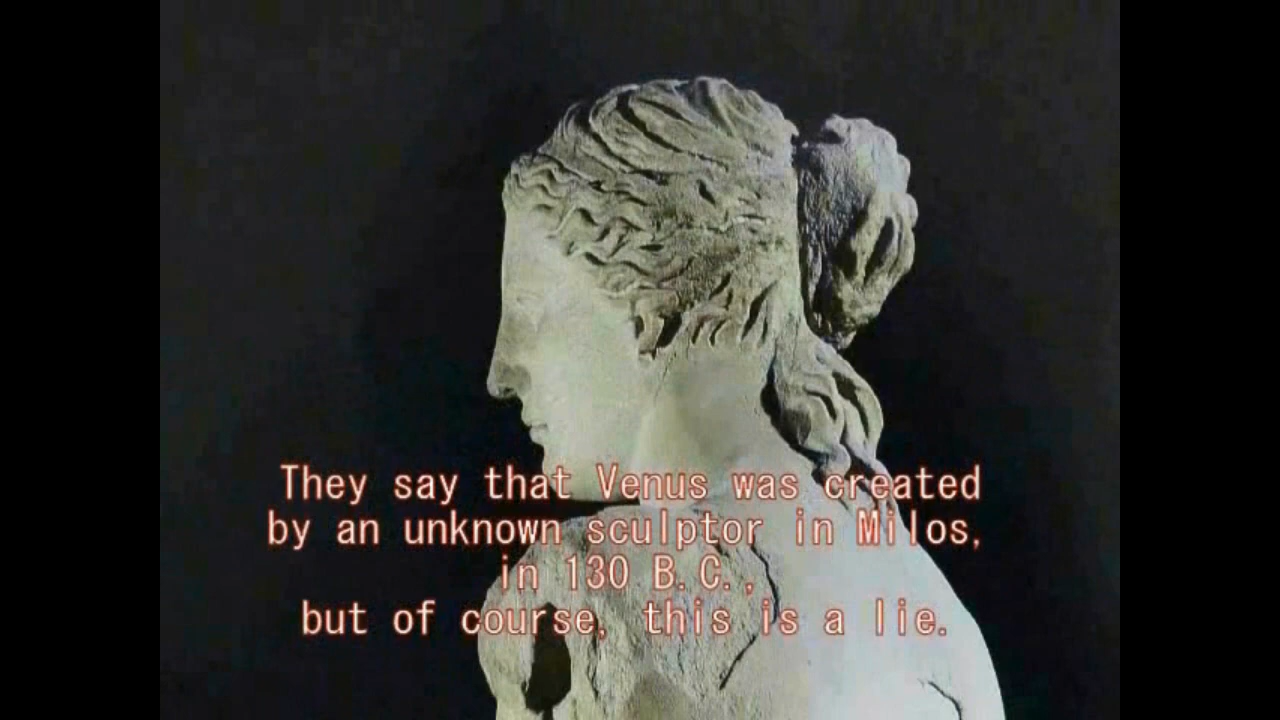 They say that Venus was created
by an unknown sculptor in Milos,
in 130 B.C.,
but of course, this is a lie.